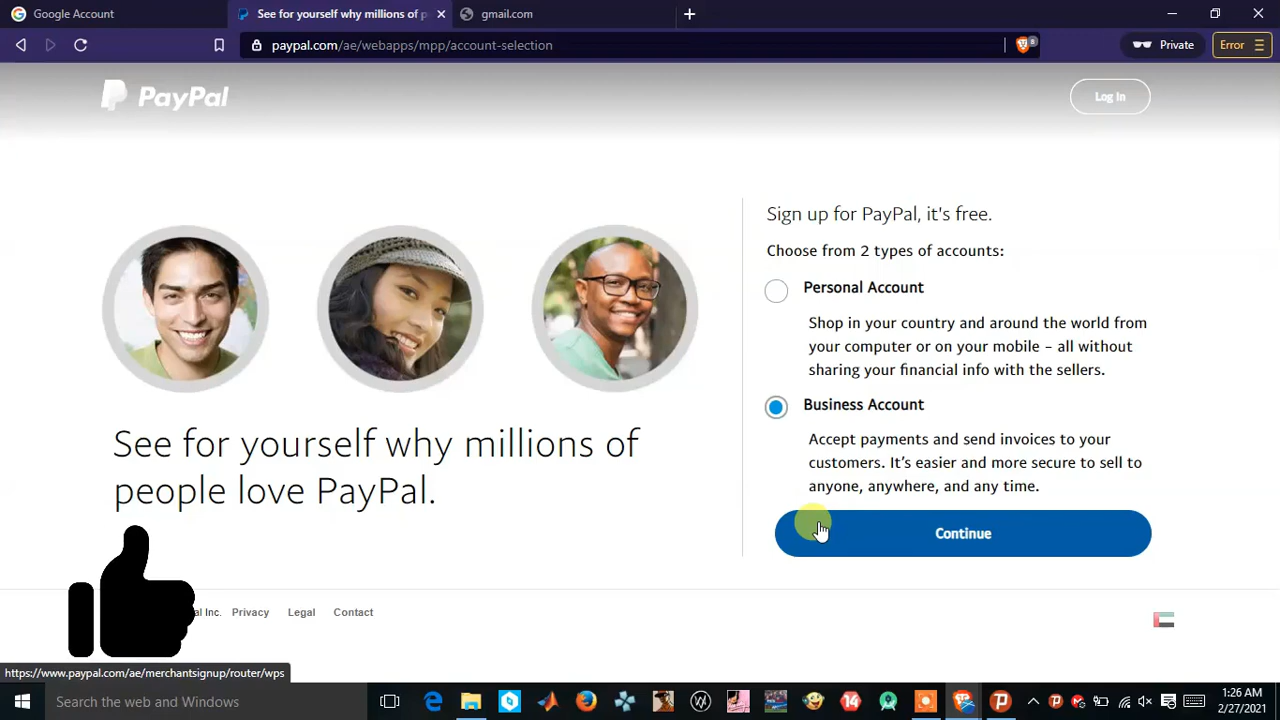 Google Account
See for yourself why millions of p
gmail.com
paypal.com/ae/webapps/mpp/account-selection
8
Private
Error
PayPal
Log In
Sign up for PayPal, it's free.
Choose from 2 types of accounts:
Personal Account
Shop in your country and around the world from
your computer or on your mobile – all without
sharing your financial info with the sellers.
Business Account
Accept payments and send invoices to your
customers. It's easier and more secure to sell to
anyone, anywhere, and any time.
Continue
See for yourself why millions of
people love PayPal.
al Inc. Privacy Legal Contact
https://www.paypal.com/ae/merchantsignup/router/wps
Search the web and Windows
14
1:26 AM
2/27/2021